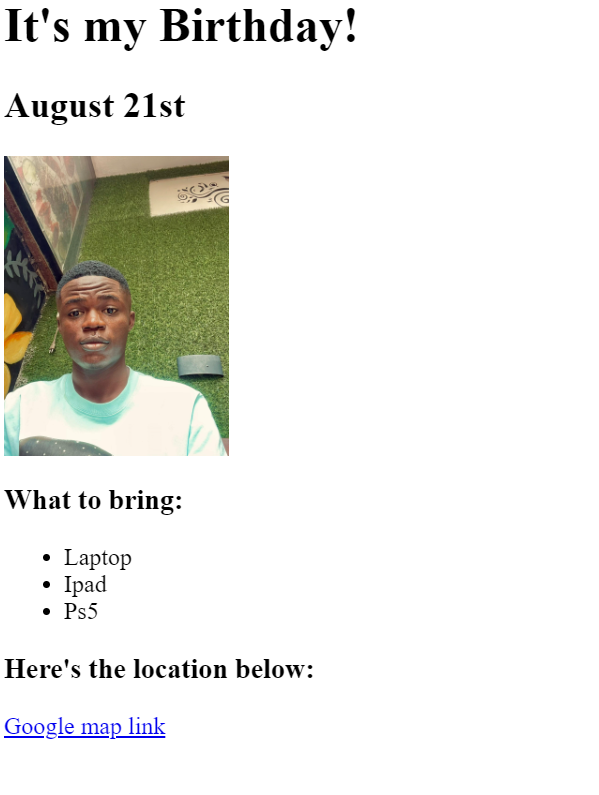 It's my Birthday!
August 21st
What to bring:
Laptop
Ipad
Ps5
Here's the location below:
Google map link